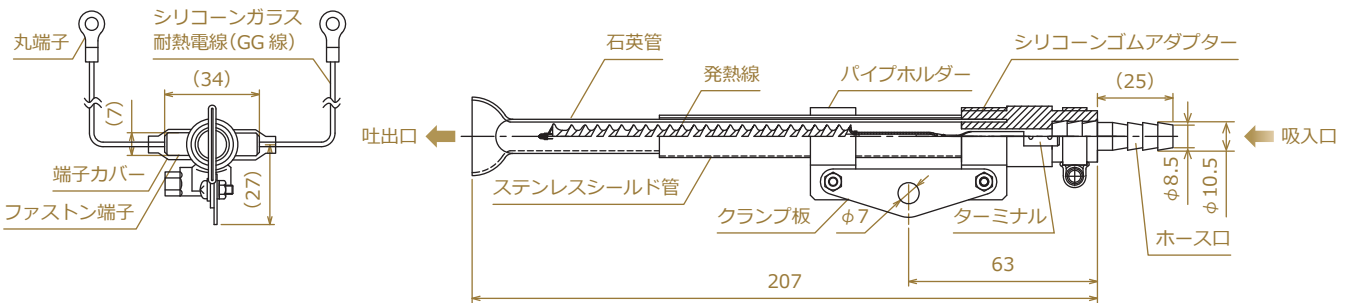 丸端子
シリコーンガラス
耐熱電線(GG 線)
(34)
(7)
端子カバー
ファストン端子
(27)
吐出口
石英管
発熱線
パイプホルダー
シリコーンゴムアダプター
(25)
吸入口
φ8.5
φ10.5
ステンレスシールド管
クランプ板
φ7
ターミナル
ホース口
63
207